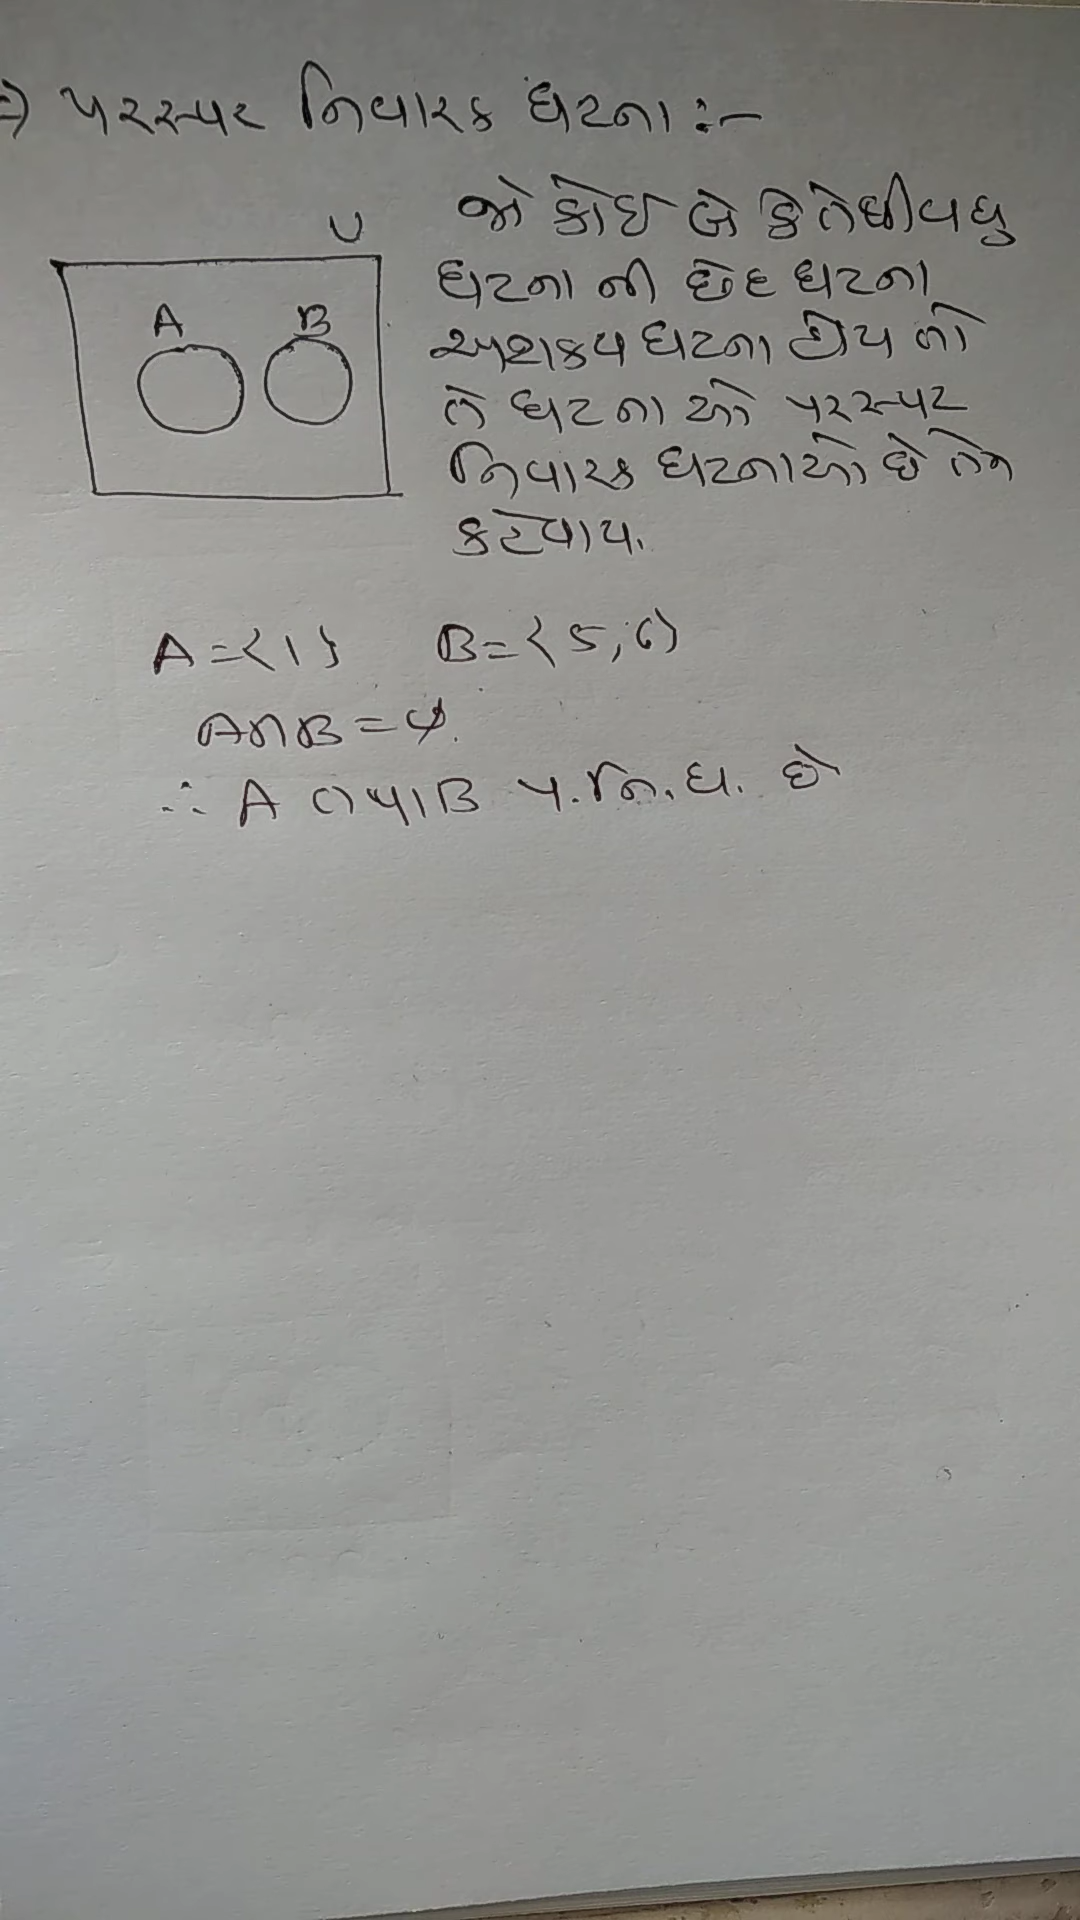 ⇒ પરસ્પર નિવારક ઘટના :-
જો કોઈ બે કે તેથી વધુ
ઘટના ની છેદ ઘટના
અશક્ય ઘટના હોય તો
તે ઘટના ઓ પરસ્પર
નિવારક ઘટનાઓ છે તેમ
કહેવાય.
U
A B
A={1} B={5,6}
A∩B=φ.
∴ A તથા B પ.નિ.ઘ. છે